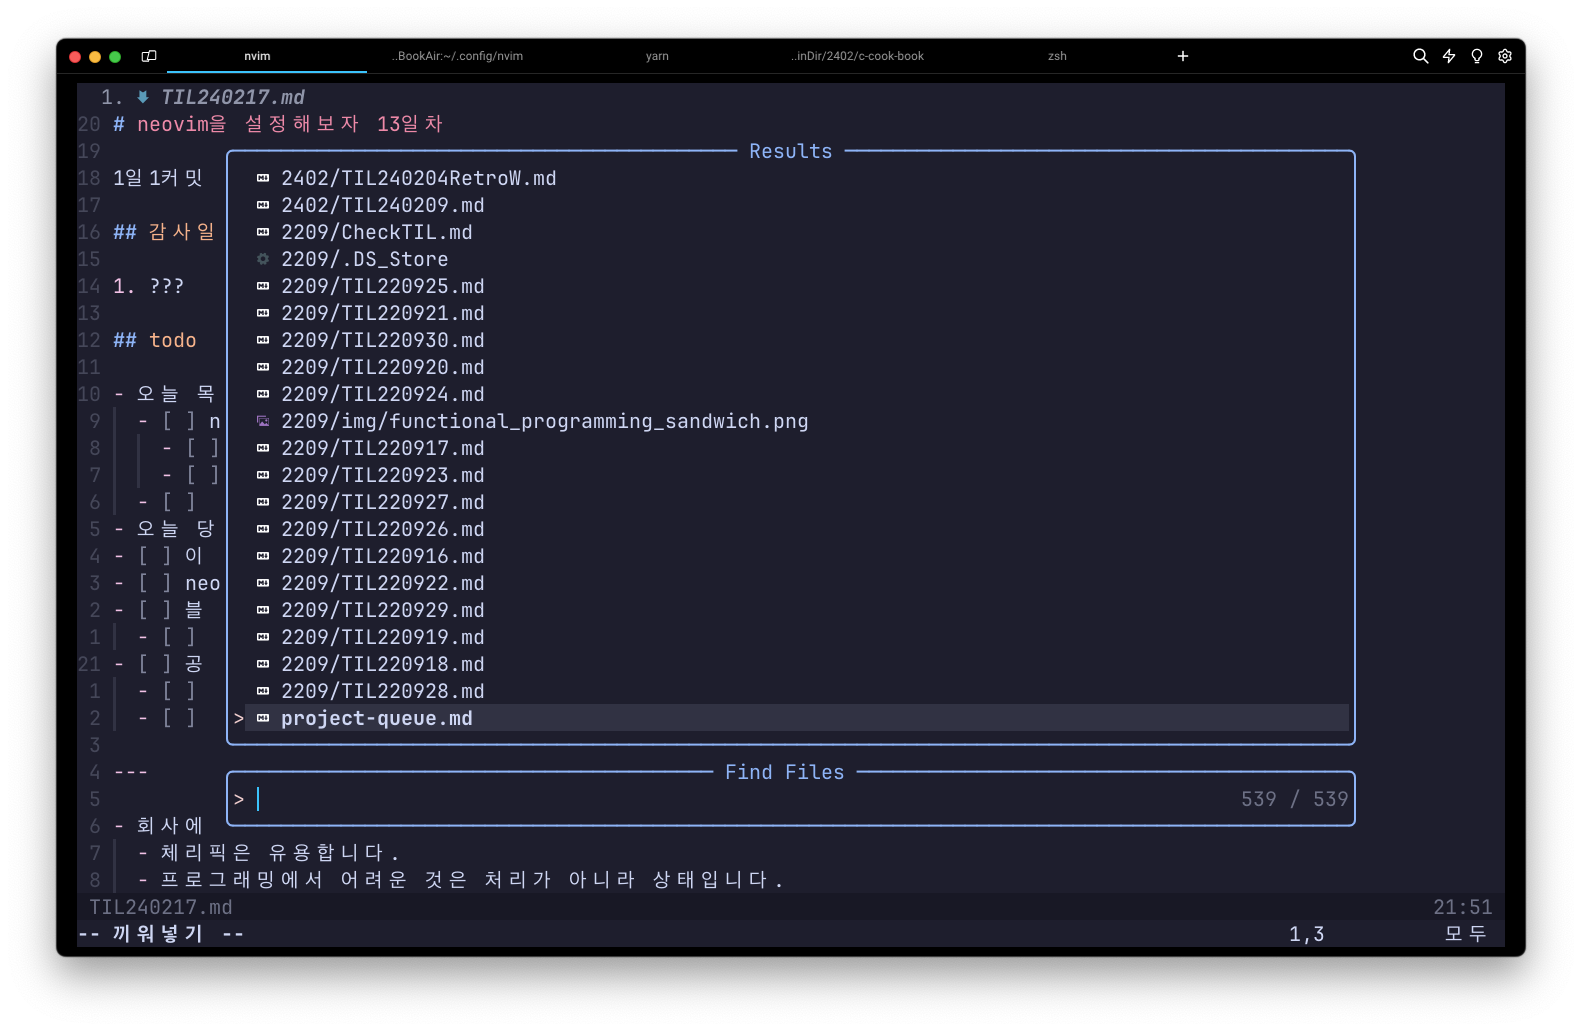 nvim ..BookAir:~/.config/nvim yarn ..inDir/2402/c-cook-book zsh +
1. TIL240217.md
20 # neovim을 설정해보자 13일차
19 Results
18 1일1커밋 2402/TIL240204RetroW.md
17 2402/TIL240209.md
16 ## 감사일 2209/CheckTIL.md
15 2209/.DS_Store
14 1. ??? 2209/TIL220925.md
13 2209/TIL220921.md
12 ## todo 2209/TIL220930.md
11 2209/TIL220920.md
10 - 오늘 목 2209/TIL220924.md
9 - [ ] n 2209/img/functional_programming_sandwich.png
8 - [ ] 2209/TIL220917.md
7 - [ ] 2209/TIL220923.md
6 - [ ] 2209/TIL220927.md
5 - 오늘 당 2209/TIL220926.md
4 - [ ] 이 2209/TIL220916.md
3 - [ ] neo 2209/TIL220922.md
2 - [ ] 블 2209/TIL220929.md
1 - [ ] 2209/TIL220919.md
21 - [ ] 공 2209/TIL220918.md
1 - [ ] 2209/TIL220928.md
2 - [ ] > project-queue.md
3
4 --- Find Files
5 > 539 / 539
6 - 회사에
7 - 체리픽은 유용합니다.
8 - 프로그래밍에서 어려운 것은 처리가 아니라 상태입니다.
TIL240217.md 21:51
-- 끼워넣기 -- 1,3 모두